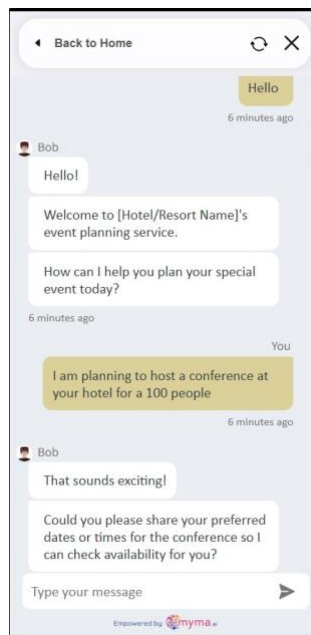 Back to Home
Hello
6 minutes ago
Bob
Hello!
Welcome to [Hotel/Resort Name]'s
event planning service.
How can I help you plan your special
event today?
6 minutes ago
You
I am planning to host a conference at
your hotel for a 100 people
6 minutes ago
Bob
That sounds exciting!
Could you please share your preferred
dates or times for the conference so I
can check availability for you?
Type your message
Empowered by myma.ai